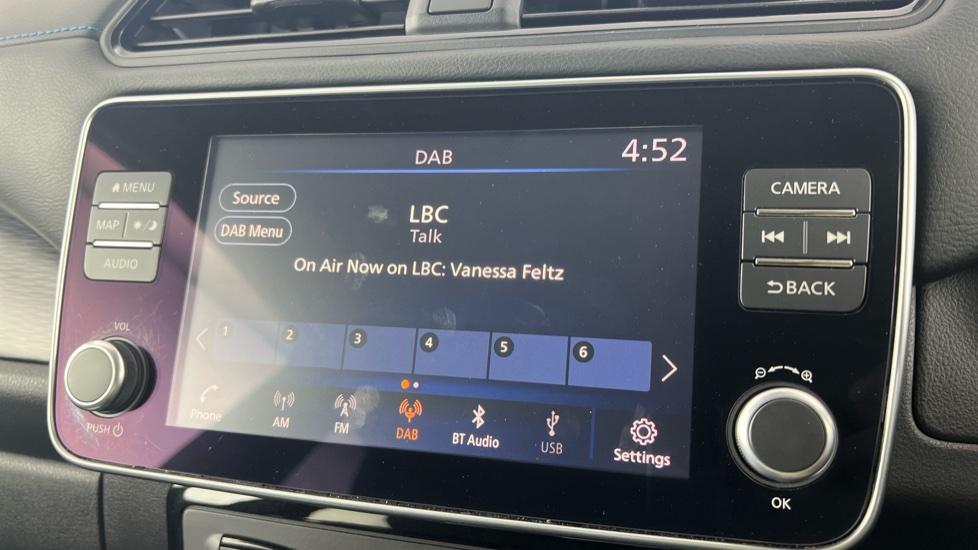 DAB
4:52
MENU
MAP
AUDIO
VOL
PUSH
Source
DAB Menu
LBC
Talk
On Air Now on LBC: Vanessa Feltz
1 2 3 4 5 6
Phone
AM
FM
DAB
BT Audio
USB
Settings
CAMERA
BACK
OK